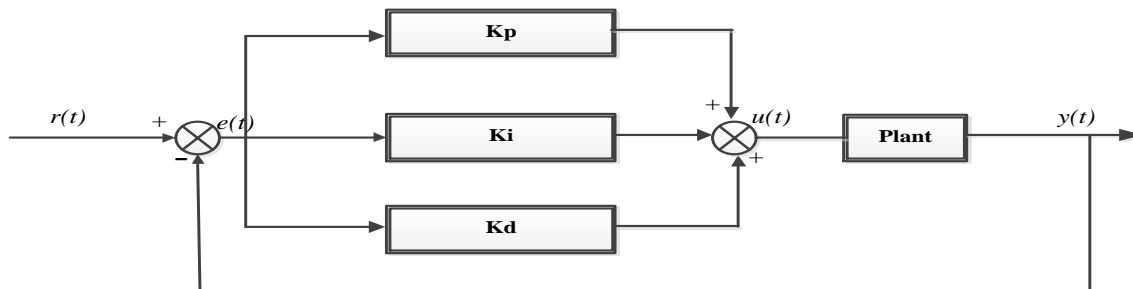 Kp
r(t)
+
e(t)
−
Ki
+
u(t)
+
Plant
y(t)
Kd